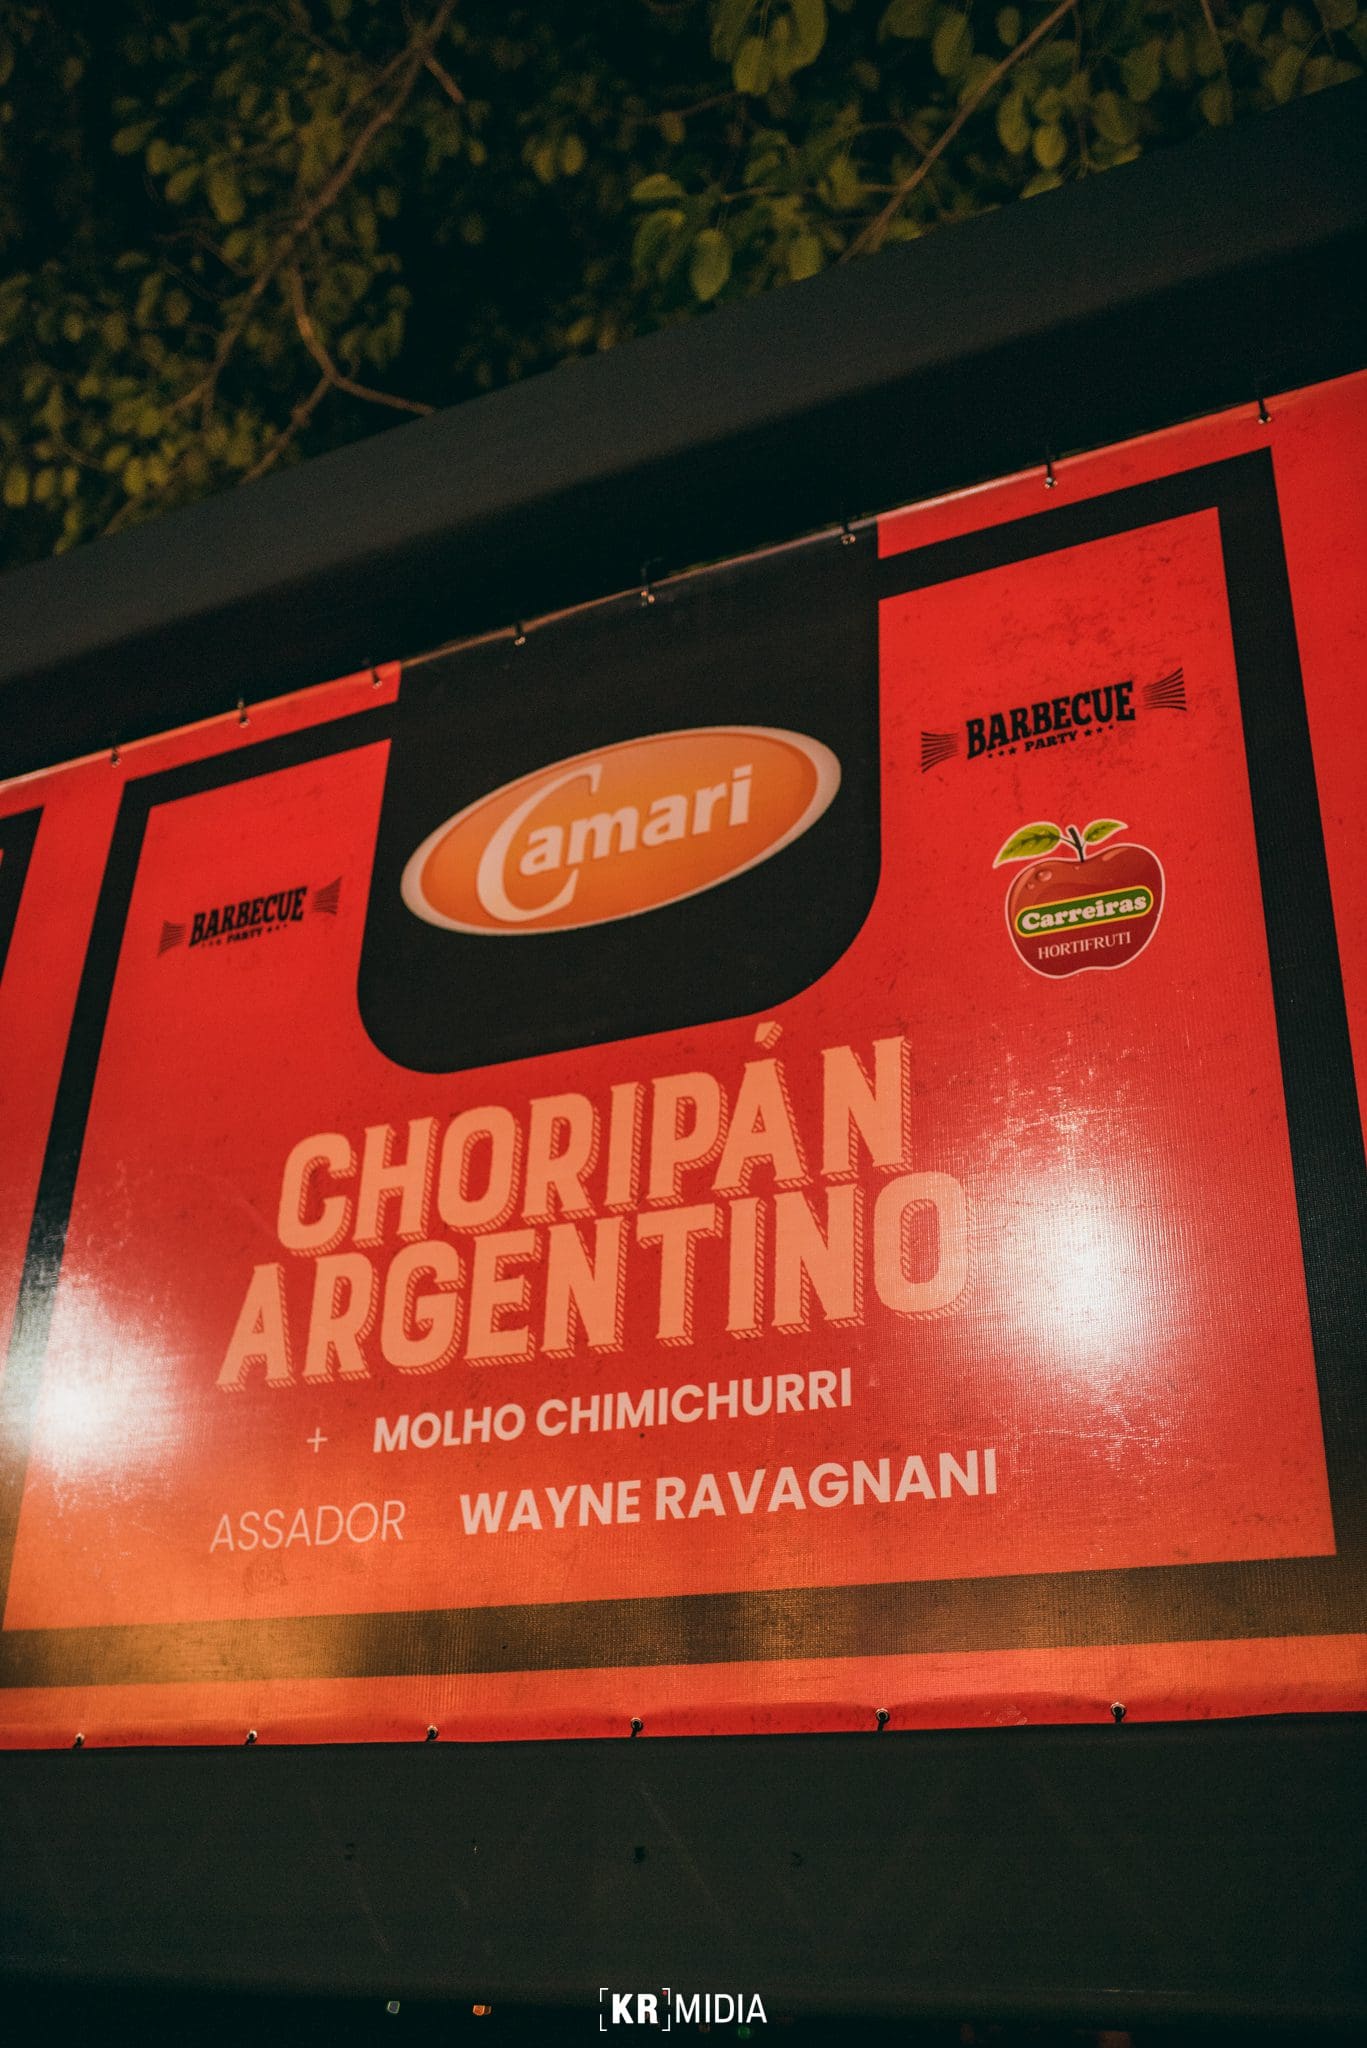 Camari
BARBECUE
PARTY
BARBECUE
PARTY
Carreiras
HORTIFRUTI
CHORIPÁN
ARGENTINO
+ MOLHO CHIMICHURRI
ASSADOR WAYNE RAVAGNANI
[KR]MIDIA